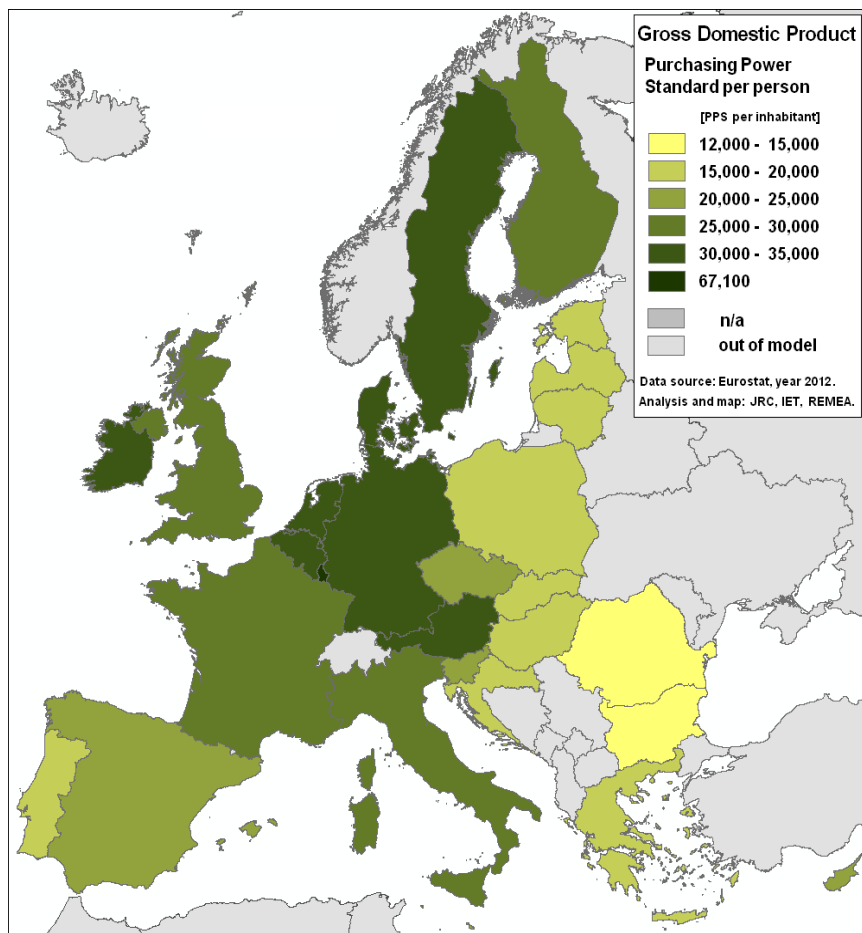 Gross Domestic Product
Purchasing Power
Standard per person
[PPS per inhabitant]
12,000 - 15,000
15,000 - 20,000
20,000 - 25,000
25,000 - 30,000
30,000 - 35,000
67,100
n/a
out of model
Data source: Eurostat, year 2012.
Analysis and map: JRC, IET, REMEA.